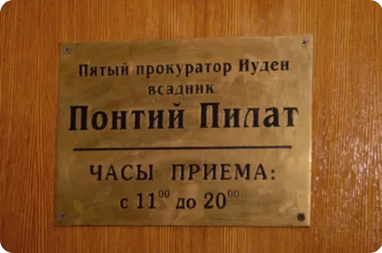 Пятый прокуратор Иудеи
всадник
Понтий Пилат
ЧАСЫ ПРИЕМА:
с 11⁰⁰ до 20⁰⁰